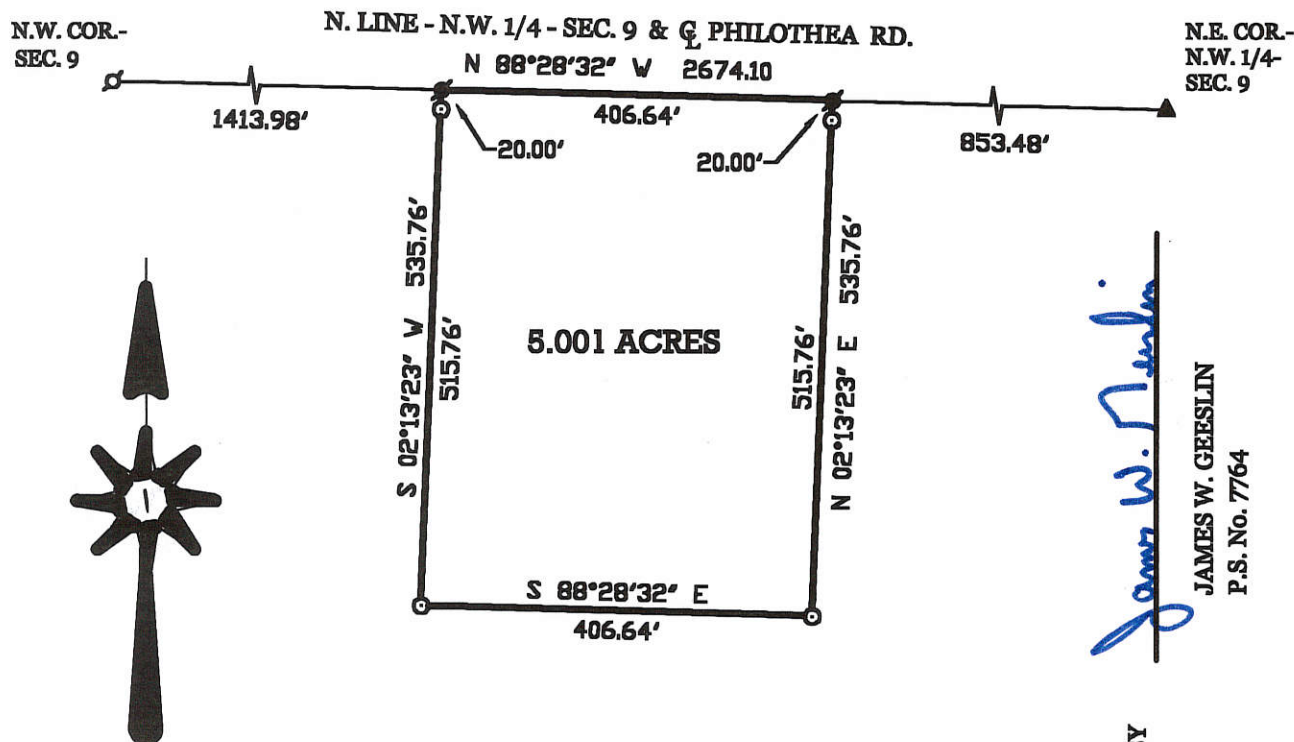 N.W. COR.-
SEC. 9
N. LINE - N.W. 1/4 - SEC. 9 & ℄ PHILOTHEA RD.
N.E. COR.-
N.W. 1/4-
SEC. 9
N 88°28'32" W 2674.10
1413.98'
406.64'
853.48'
20.00'
20.00'
S 02°13'23" W 535.76'
515.76'
5.001 ACRES
515.76'
N 02°13'23" E 535.76'
S 88°28'32" E
406.64'
James W. Geeslin
JAMES W. GEESLIN
P.S. No. 7764